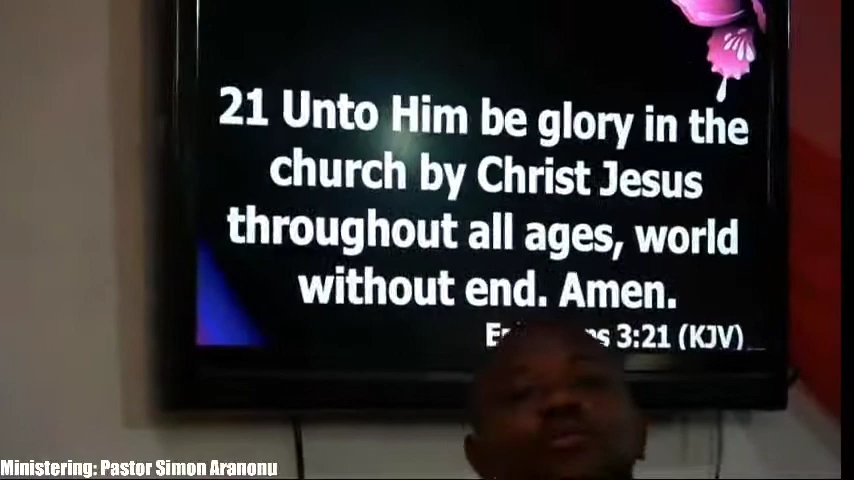 21 Unto Him be glory in the
church by Christ Jesus
throughout all ages, world
without end. Amen.
3:21 (KJV)
Ministering: Pastor Simon Aranonu